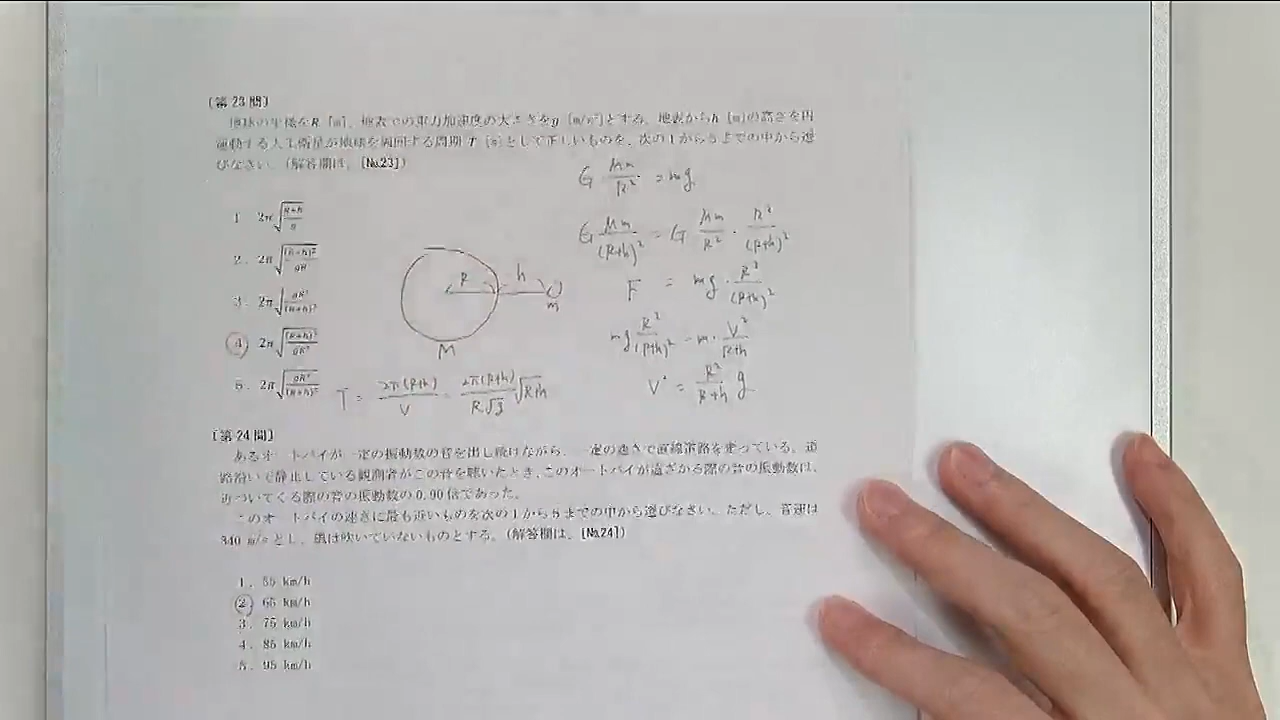 〔第23問〕
地球の半径をR [m]、地表での重力加速度の大きさをg [m/s²]とする。地表からh [m]の高さを円
運動する人工衛星が地球を周回する周期 T [s]として正しいものを、次の1から5までの中から選
びなさい。(解答欄は、[No.23])
G Mm/R² = mg
1. 2π√((R+h)/g)
G Mm/(R+h)² = G Mm/R² · R²/(R+h)²
2. 2π
R h
F = mg · R²/(R+h)²
3. 2π
m
mg R²/(R+h)² = m · V²/(R+h)
4. 2π
M
V² = R²/(R+h) g
5. 2π
T = 2π(R+h)/V = 2π(R+h)/(R√g) √(R+h)
〔第24問〕
あるオートバイが一定の振動数の音を出し続けながら、一定の速さで直線道路を走っている。道
路沿いで静止している観測者がこの音を聴いたとき、このオートバイが遠ざかる際の音の振動数は、
近づいてくる際の音の振動数の0.90倍であった。
このオートバイの速さに最も近いものを次の1から5までの中から選びなさい。ただし、音速は
340 m/sとし、風は吹いていないものとする。(解答欄は、[No.24])
1. 55 km/h
2. 65 km/h
3. 75 km/h
4. 85 km/h
5. 95 km/h